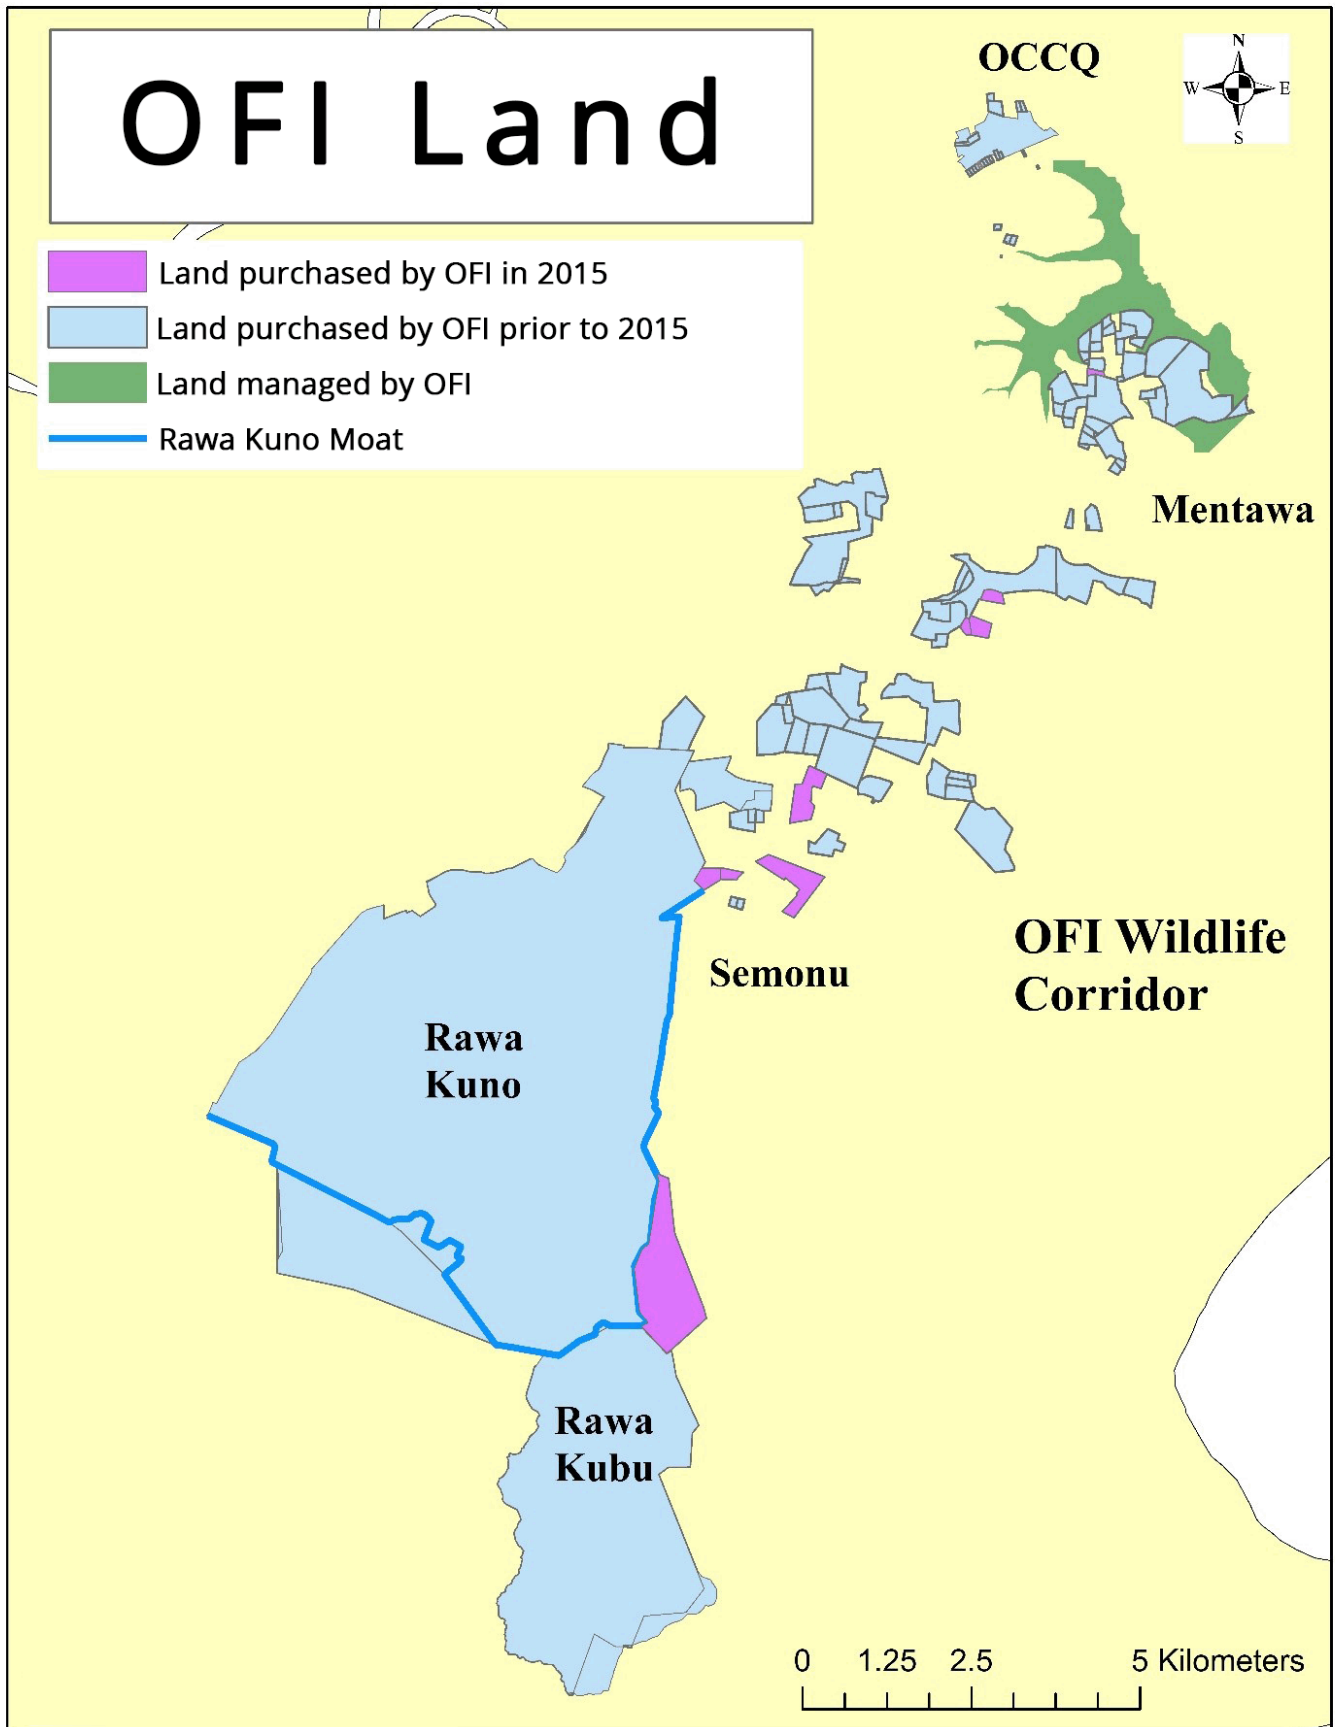 OFI Land
OCCQ
N
W E
S
Land purchased by OFI in 2015
Land purchased by OFI prior to 2015
Land managed by OFI
Rawa Kuno Moat
Mentawa
OFI Wildlife
Corridor
Semonu
Rawa
Kuno
Rawa
Kubu
0 1.25 2.5 5 Kilometers